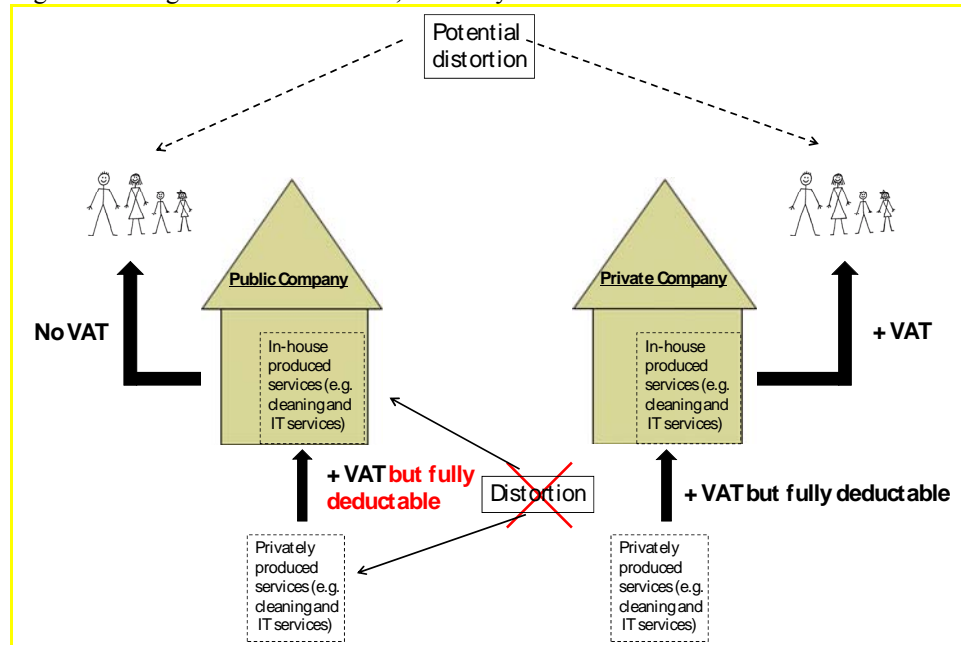 Potential
distortion
Public Company
Private Company
No VAT
+ VAT
In-house
produced
services (e.g.
cleaning and
IT services)
In-house
produced
services (e.g.
cleaning and
IT services)
+ VAT but fully
deductable
Distortion
+ VAT but fully deductable
Privately
produced
services (e.g.
cleaning and
IT services)
Privately
produced
services (e.g.
cleaning and
IT services)